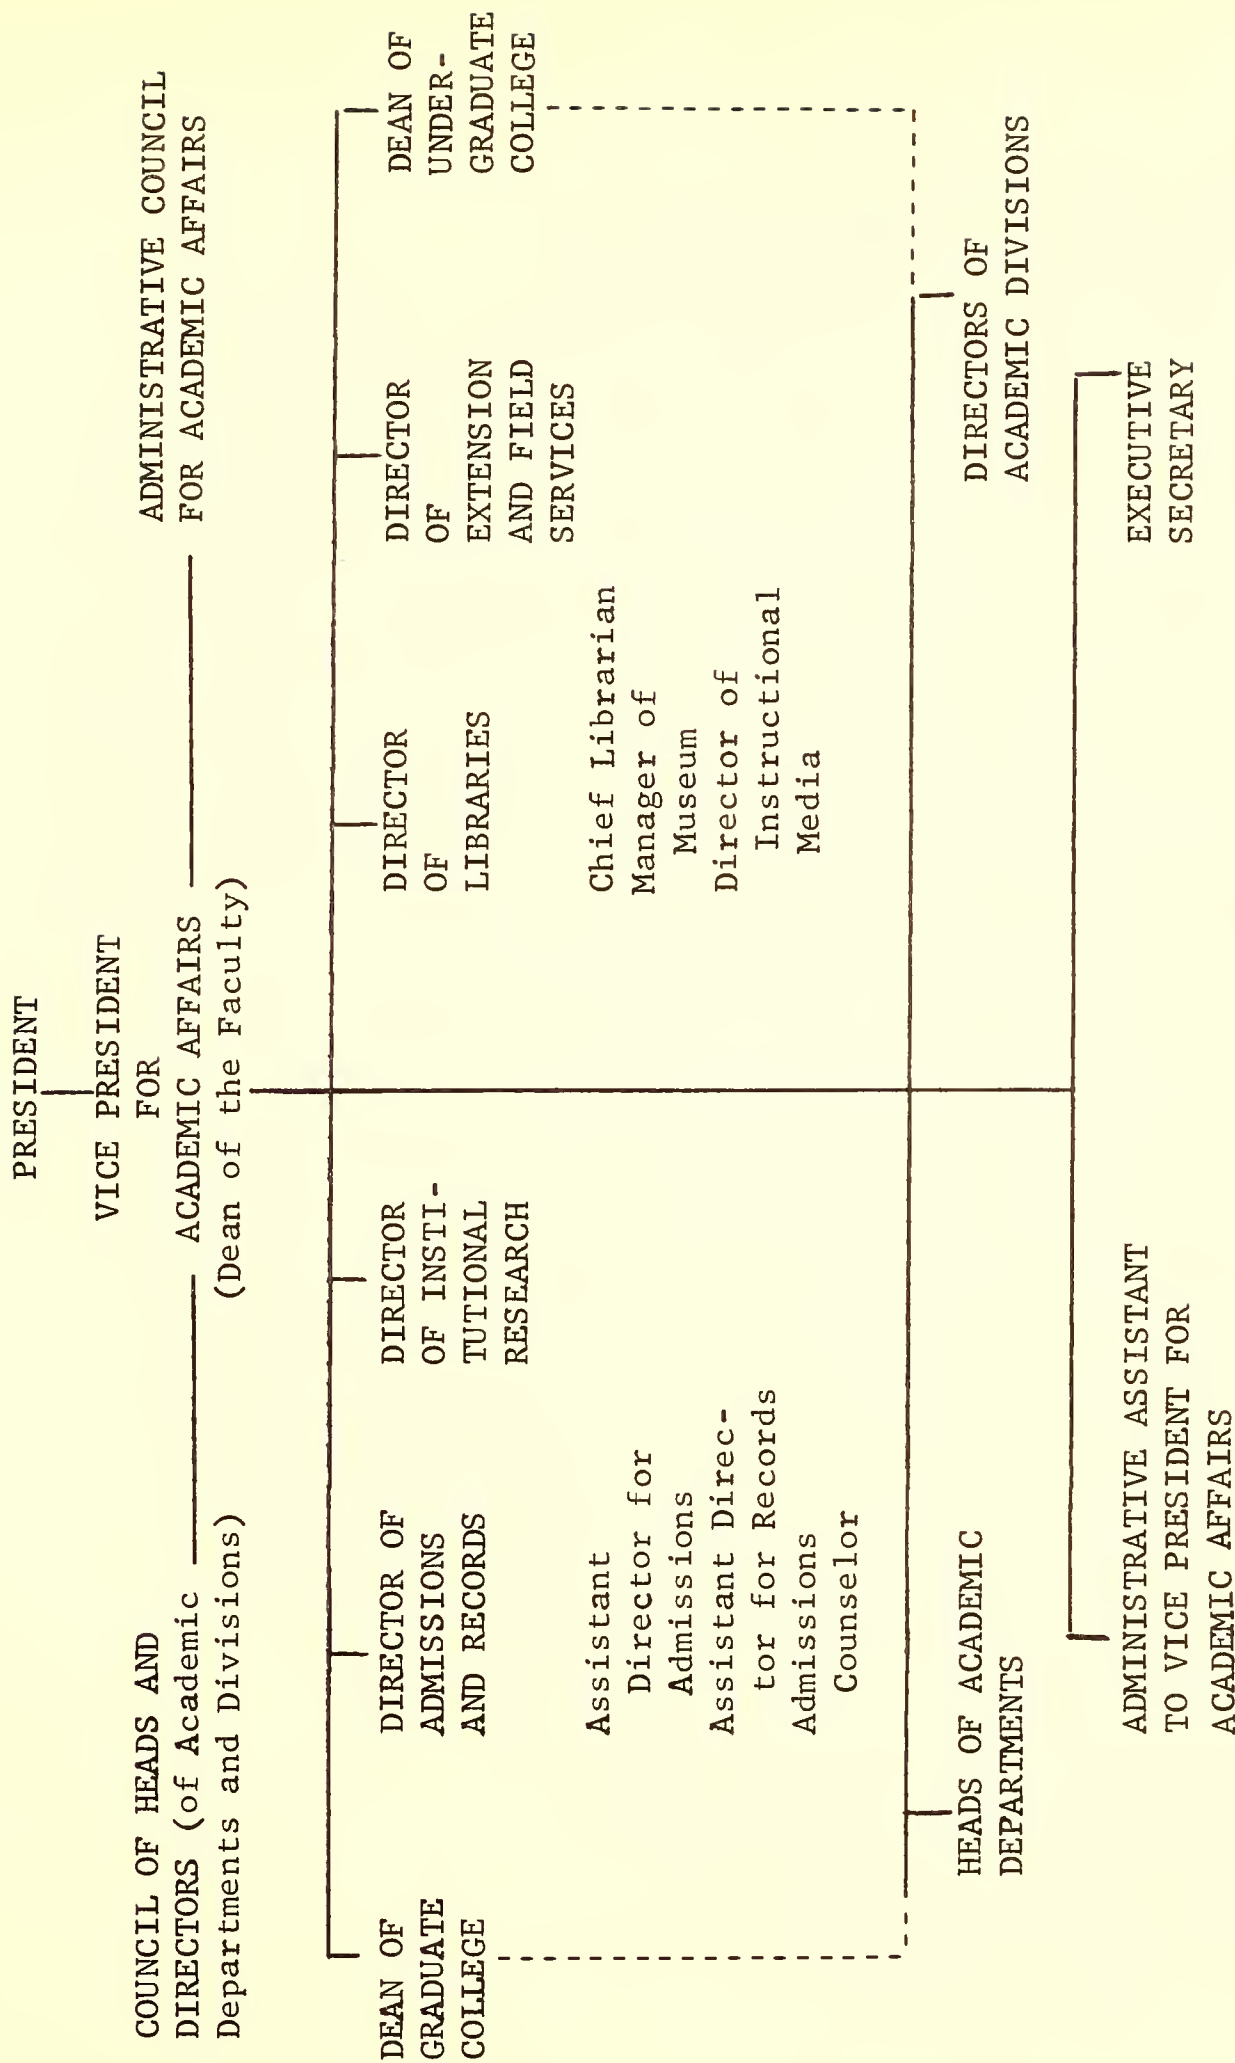 PRESIDENT
VICE PRESIDENT
FOR
ACADEMIC AFFAIRS
(Dean of the Faculty)
COUNCIL OF HEADS AND
DIRECTORS (of Academic
Departments and Divisions)
ADMINISTRATIVE COUNCIL
FOR ACADEMIC AFFAIRS
DEAN OF
GRADUATE
COLLEGE
DIRECTOR OF
ADMISSIONS
AND RECORDS
Assistant
Director for
Admissions
Assistant Direc-
tor for Records
Admissions
Counselor
DIRECTOR
OF INSTI-
TUTIONAL
RESEARCH
DIRECTOR
OF
LIBRARIES
Chief Librarian
Manager of
Museum
Director of
Instructional
Media
DIRECTOR
OF
EXTENSION
AND FIELD
SERVICES
DEAN OF
UNDER-
GRADUATE
COLLEGE
HEADS OF ACADEMIC
DEPARTMENTS
DIRECTORS OF
ACADEMIC DIVISIONS
ADMINISTRATIVE ASSISTANT
TO VICE PRESIDENT FOR
ACADEMIC AFFAIRS
EXECUTIVE
SECRETARY